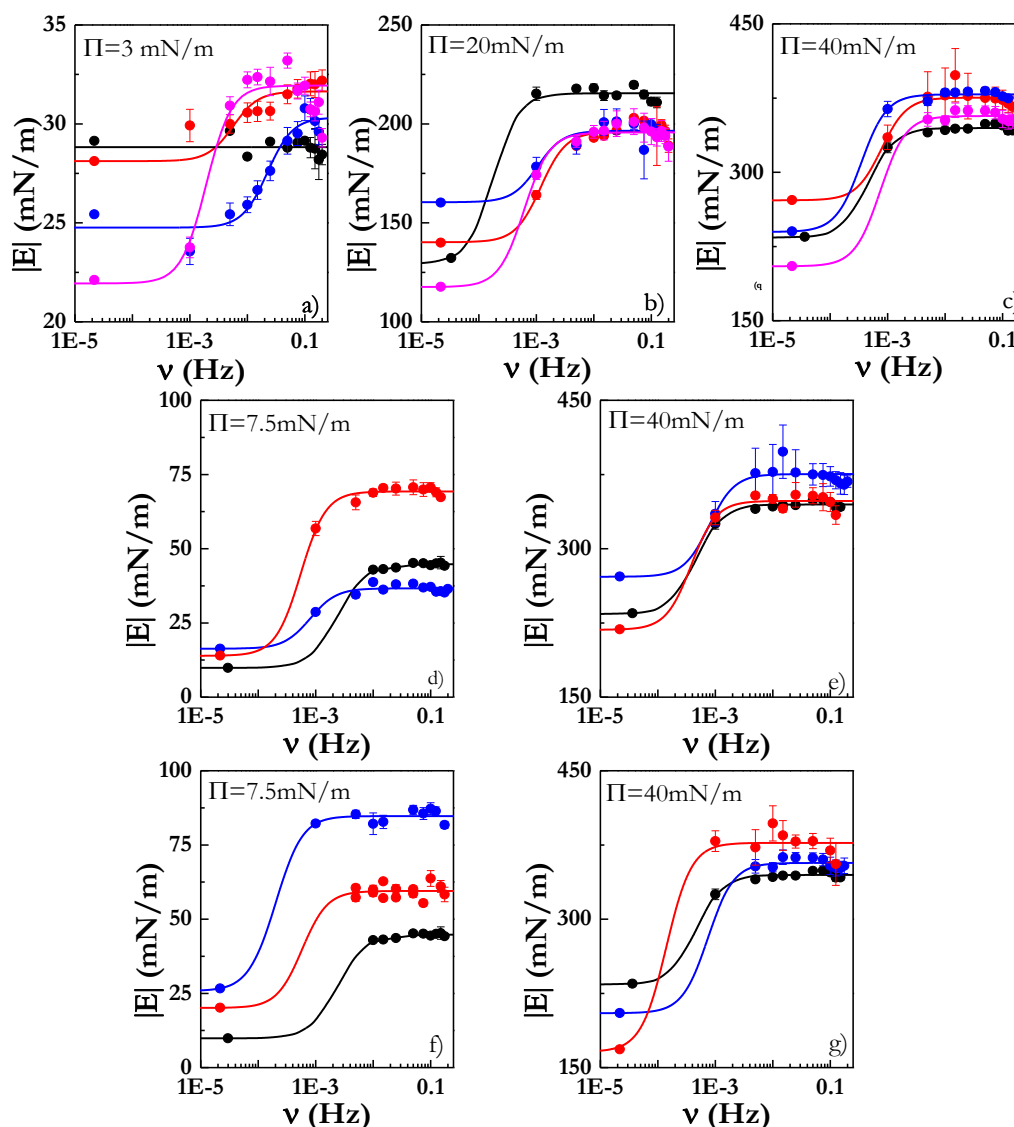 Π=3 mN/m
35
30
25
20
|E| (mN/m)
1E-5
1E-3
0.1
ν (Hz)
a)
Π=20mN/m
250
200
150
100
|E| (mN/m)
1E-5
1E-3
0.1
ν (Hz)
b)
Π=40mN/m
450
300
150
|E| (mN/m)
1E-5
1E-3
0.1
ν (Hz)
c)
Π=7.5mN/m
100
75
50
25
0
|E| (mN/m)
1E-5
1E-3
0.1
ν (Hz)
d)
Π=40mN/m
450
300
150
|E| (mN/m)
1E-5
1E-3
0.1
ν (Hz)
e)
Π=7.5mN/m
100
75
50
25
0
|E| (mN/m)
1E-5
1E-3
0.1
ν (Hz)
f)
Π=40mN/m
450
300
150
|E| (mN/m)
1E-5
1E-3
0.1
ν (Hz)
g)